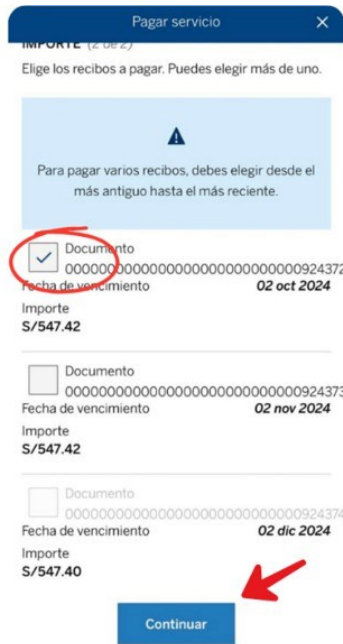 Pagar servicio
IMPORTE (2 de 2)
Elige los recibos a pagar. Puedes elegir más de uno.
Para pagar varios recibos, debes elegir desde el
más antiguo hasta el más reciente.
Documento
00000000000000000000000000000924372
Fecha de vencimiento 02 oct 2024
Importe
S/547.42
Documento
00000000000000000000000000000924373
Fecha de vencimiento 02 nov 2024
Importe
S/547.42
Documento
00000000000000000000000000000924374
Fecha de vencimiento 02 dic 2024
Importe
S/547.40
Continuar